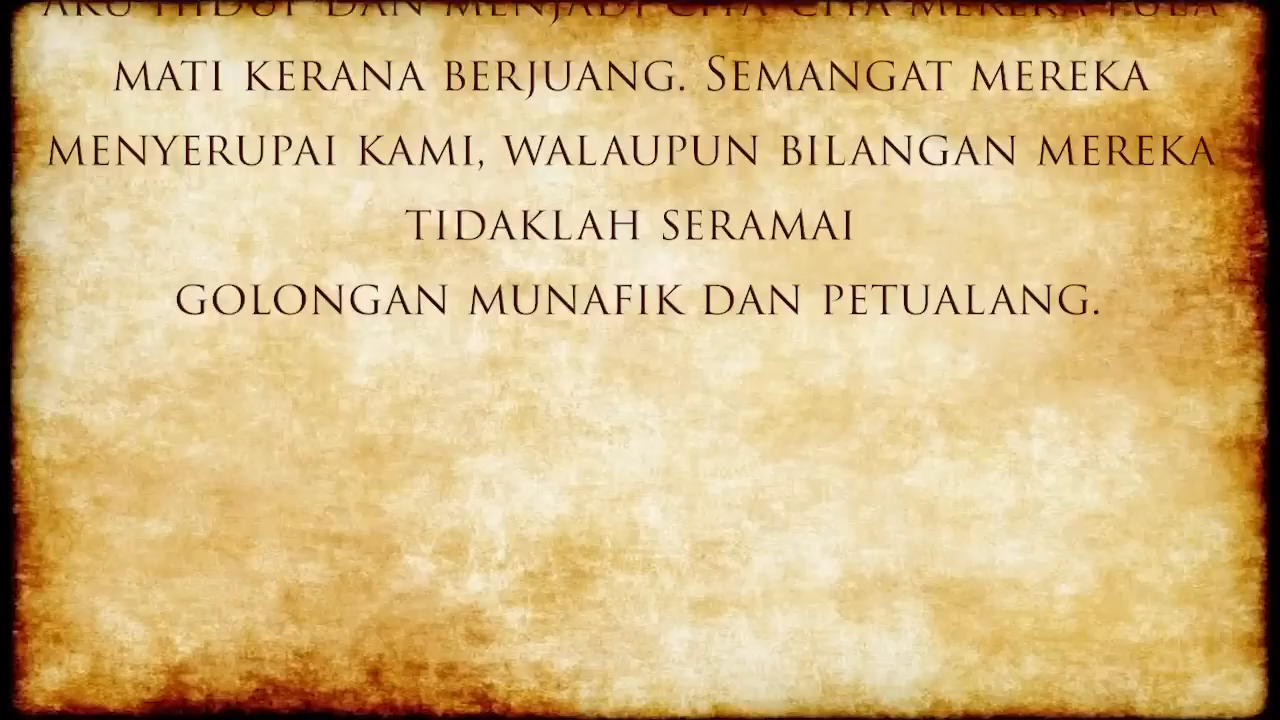 AKU HIDUP DAN MENJADI CITA CITA MEREKA PULA
MATI KERANA BERJUANG. SEMANGAT MEREKA
MENYERUPAI KAMI, WALAUPUN BILANGAN MEREKA
TIDAKLAH SERAMAI
GOLONGAN MUNAFIK DAN PETUALANG.